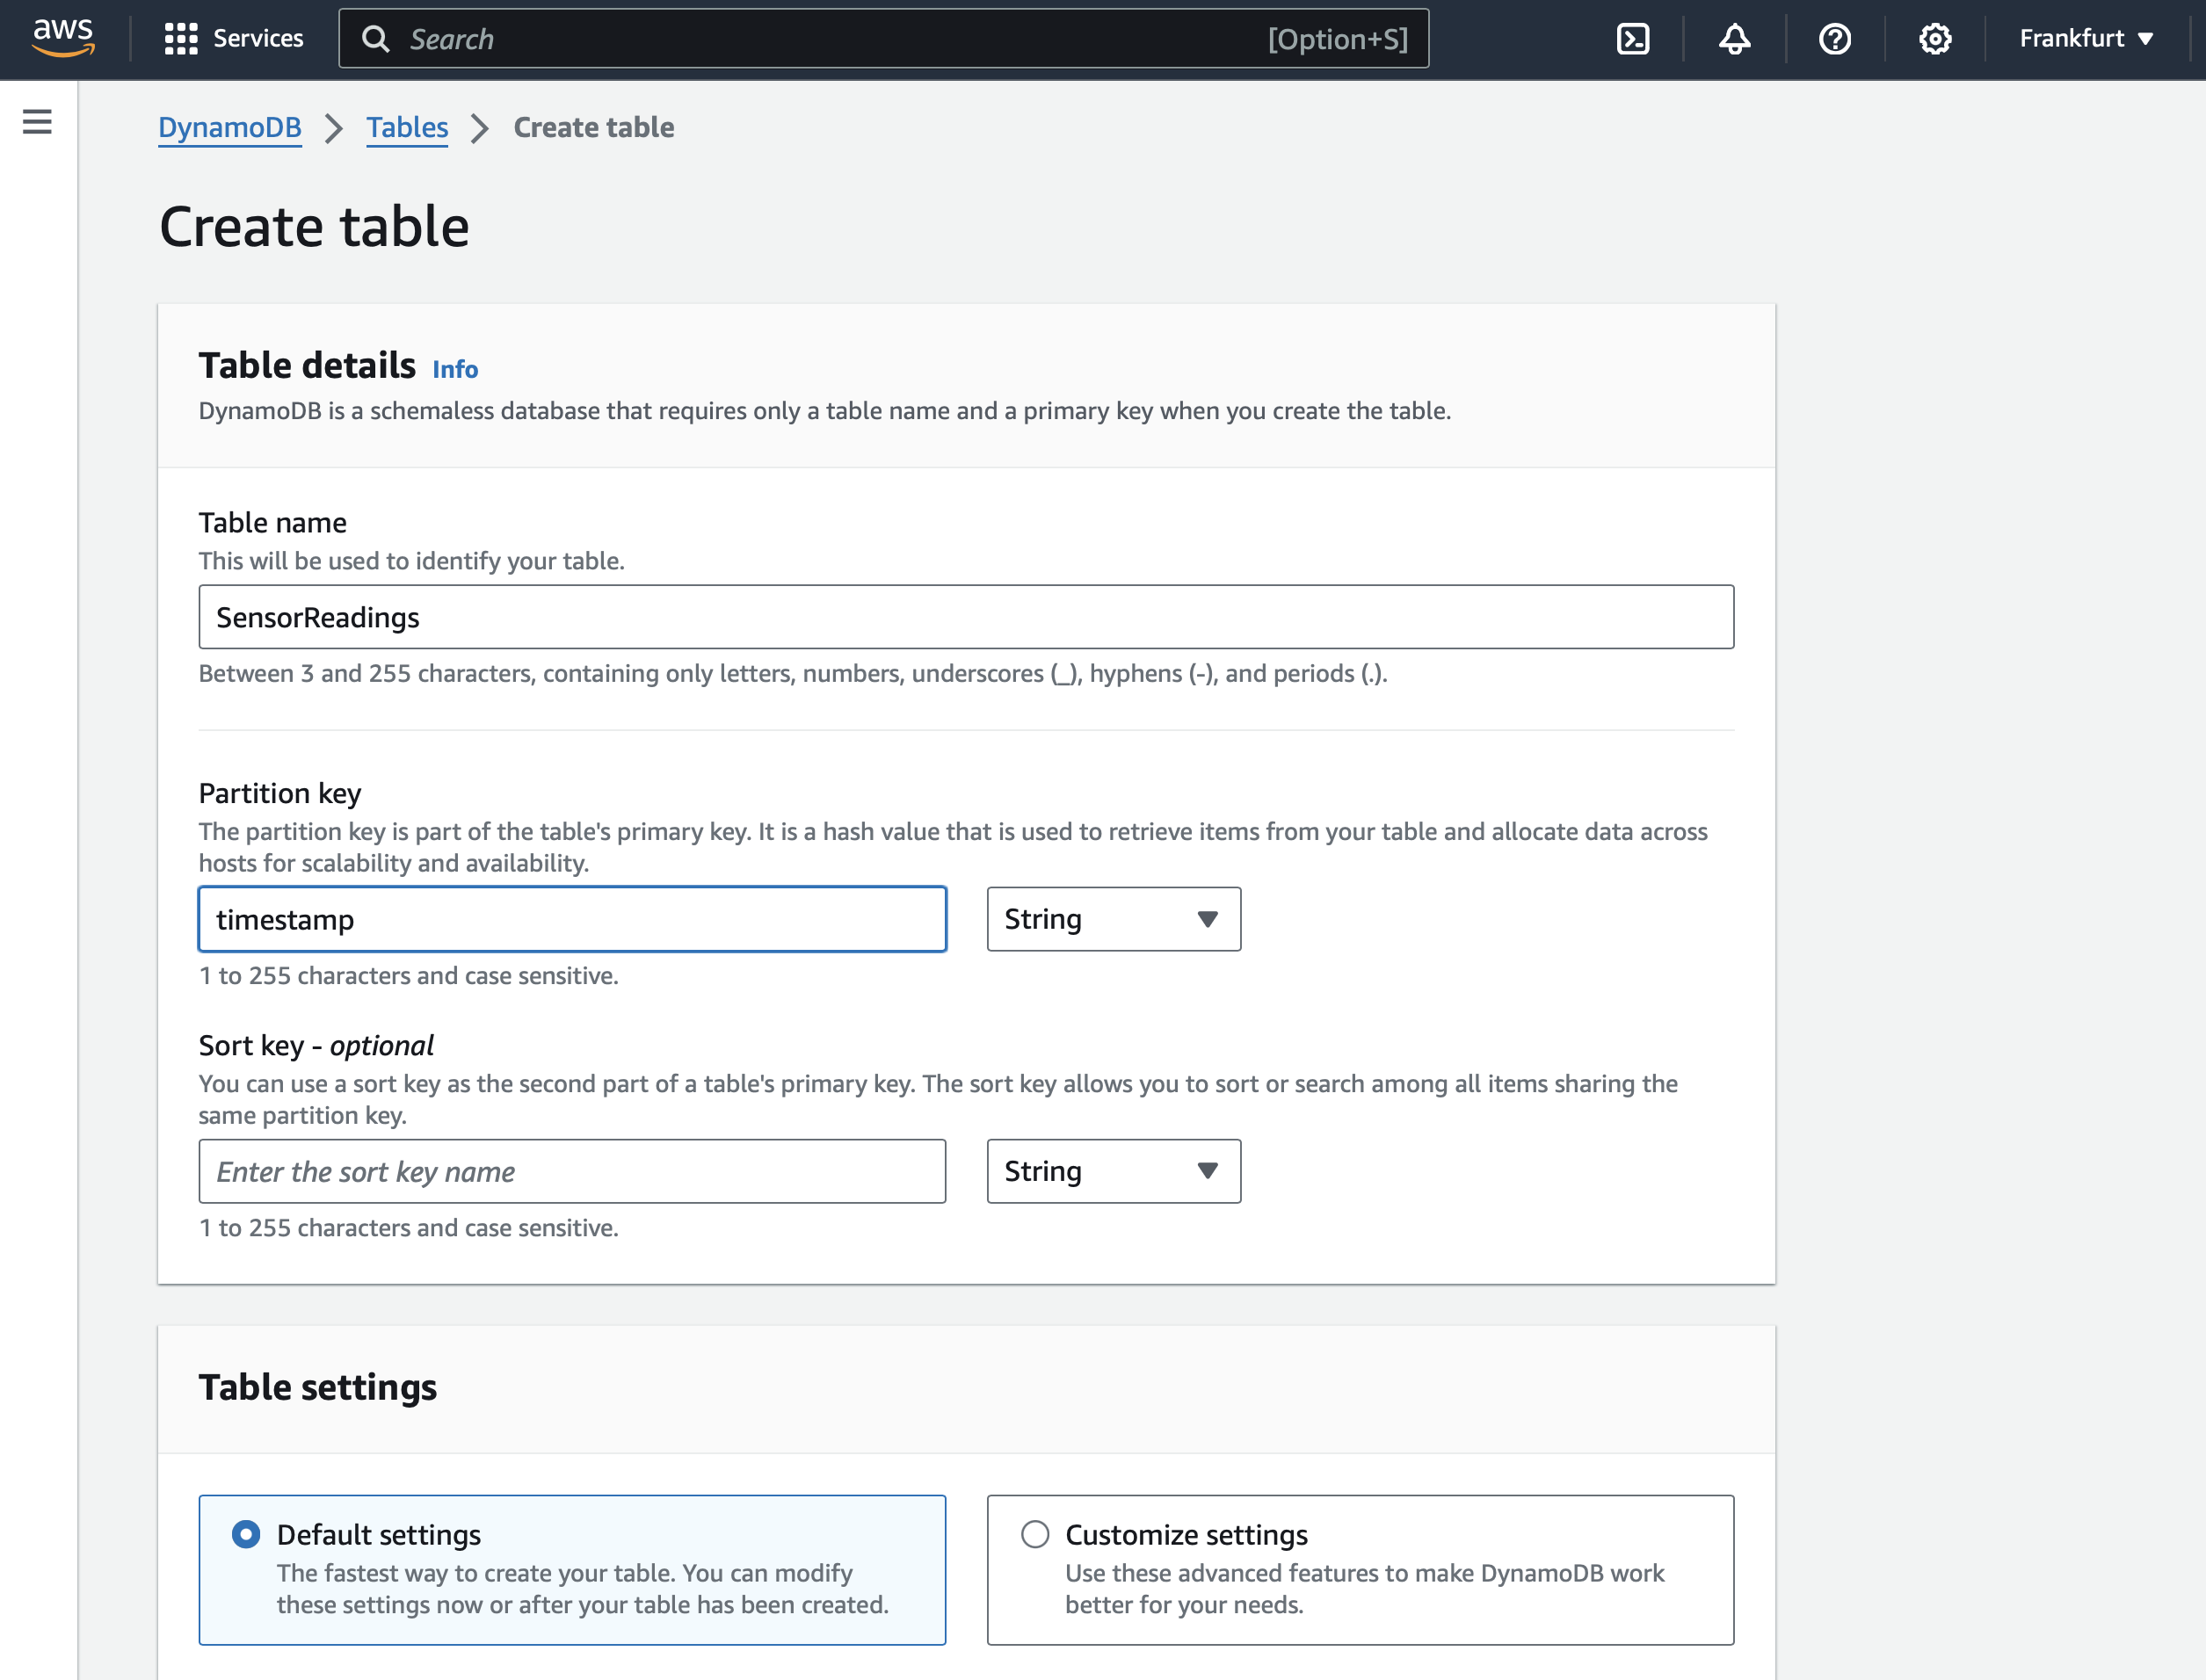 aws
Services
Search [Option+S]
Frankfurt
DynamoDB Tables Create table
Create table
Table details Info
DynamoDB is a schemaless database that requires only a table name and a primary key when you create the table.
Table name
This will be used to identify your table.
SensorReadings
Between 3 and 255 characters, containing only letters, numbers, underscores (_), hyphens (-), and periods (.).
Partition key
The partition key is part of the table's primary key. It is a hash value that is used to retrieve items from your table and allocate data across
hosts for scalability and availability.
timestamp String
1 to 255 characters and case sensitive.
Sort key - optional
You can use a sort key as the second part of a table's primary key. The sort key allows you to sort or search among all items sharing the
same partition key.
Enter the sort key name String
1 to 255 characters and case sensitive.
Table settings
Default settings
The fastest way to create your table. You can modify
these settings now or after your table has been created.
Customize settings
Use these advanced features to make DynamoDB work
better for your needs.